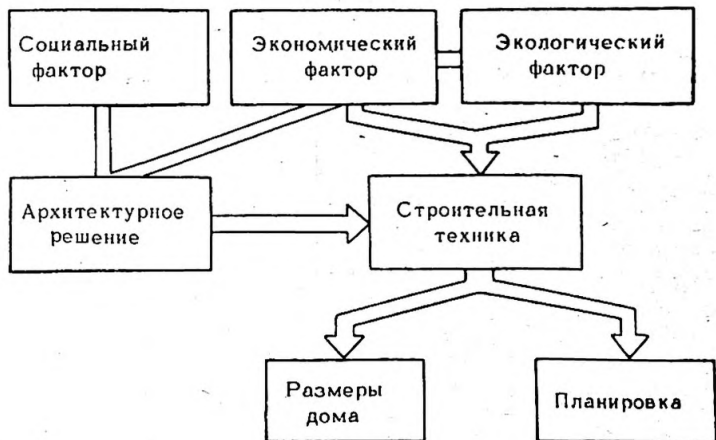 Социальный
фактор
Экономический
фактор
Экологический
фактор
Архитектурное
решение
Строительная
техника
Размеры
дома
Планировка